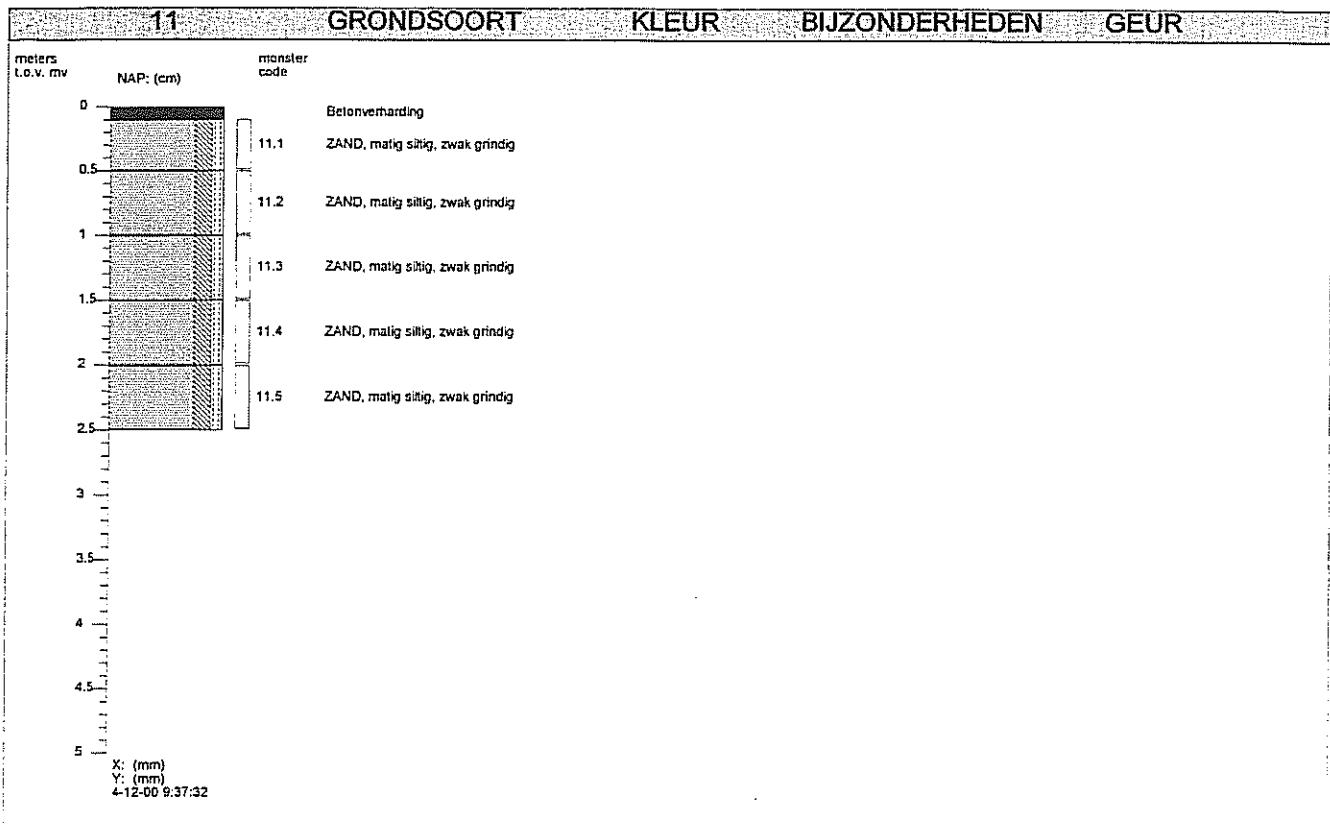 11 GRONDSOORT KLEUR BIJZONDERHEDEN GEUR
meters
t.o.v. mv
NAP: (cm)
monster
code
0
Betonverharding
11.1 ZAND, matig siltig, zwak grindig
0.5
11.2 ZAND, matig siltig, zwak grindig
1
11.3 ZAND, matig siltig, zwak grindig
1.5
11.4 ZAND, matig siltig, zwak grindig
2
11.5 ZAND, matig siltig, zwak grindig
2.5
3
3.5
4
4.5
5
X: (mm)
Y: (mm)
4-12-00 9:37:32